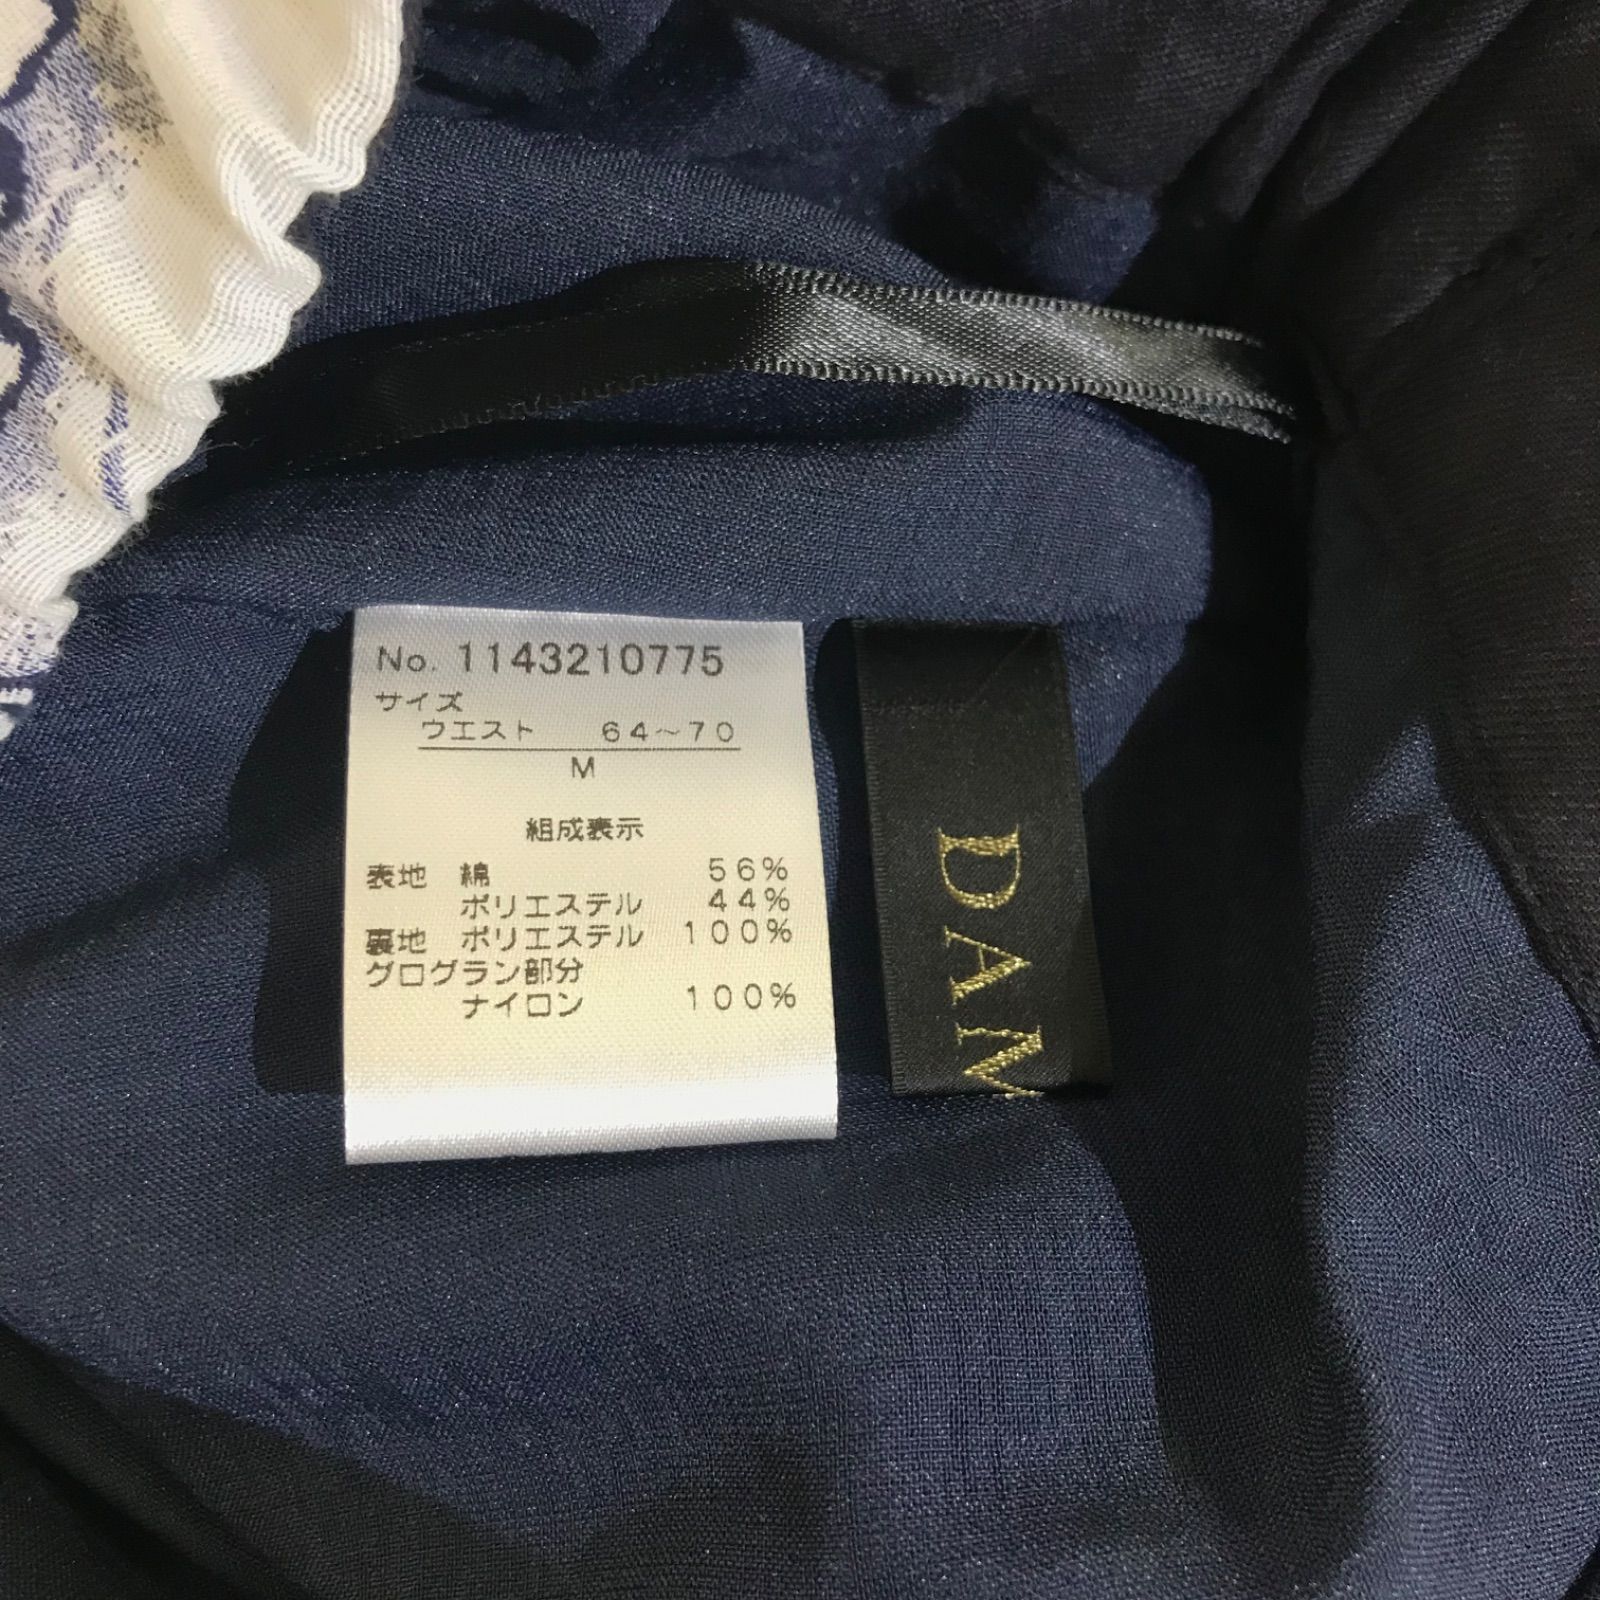 No. 1143210775
サイズ
ウエスト 64～70
M
組成表示
表地 綿 56%
ポリエステル 44%
裏地 ポリエステル 100%
グログラン部分
ナイロン 100%
DAM